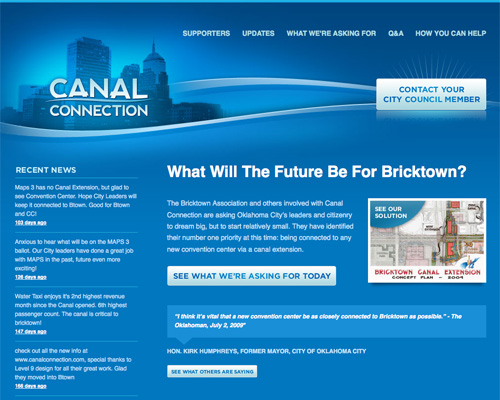 SUPPORTERS UPDATES WHAT WE'RE ASKING FOR Q&A HOW YOU CAN HELP
CANAL
CONNECTION
CONTACT YOUR
CITY COUNCIL MEMBER
RECENT NEWS
Maps 3 has no Canal Extension, but glad to
see Convention Center. Hope City Leaders will
keep it connected to Btown. Good for Btown
and CC!
103 days ago
Anxious to hear what will be on the MAPS 3
ballot. Our City leaders have done a great job
with MAPS in the past, future even more
exciting!
136 days ago
Water Taxi enjoys it's 2nd highest revenue
month since the Canal opened. 6th highest
passenger count. The canal is critical to
bricktown!
147 days ago
check out all the new info at
www.canalconnection.com, special thanks to
Level 9 design for all their great work. Glad
they moved into Btown
166 days ago
What Will The Future Be For Bricktown?
The Bricktown Association and others involved with Canal
Connection are asking Oklahoma City's leaders and citizenry
to dream big, but to start relatively small. They have identified
their number one priority at this time: being connected to any
new convention center via a canal extension.
SEE OUR
SOLUTION
BRICKTOWN CANAL EXTENSION
CONCEPT PLAN - 2009
SEE WHAT WE'RE ASKING FOR TODAY
"I think it's vital that a new convention center be as closely connected to Bricktown as possible." - The
Oklahoman, July 2, 2009"
HON. KIRK HUMPHREYS, FORMER MAYOR, CITY OF OKLAHOMA CITY
SEE WHAT OTHERS ARE SAYING